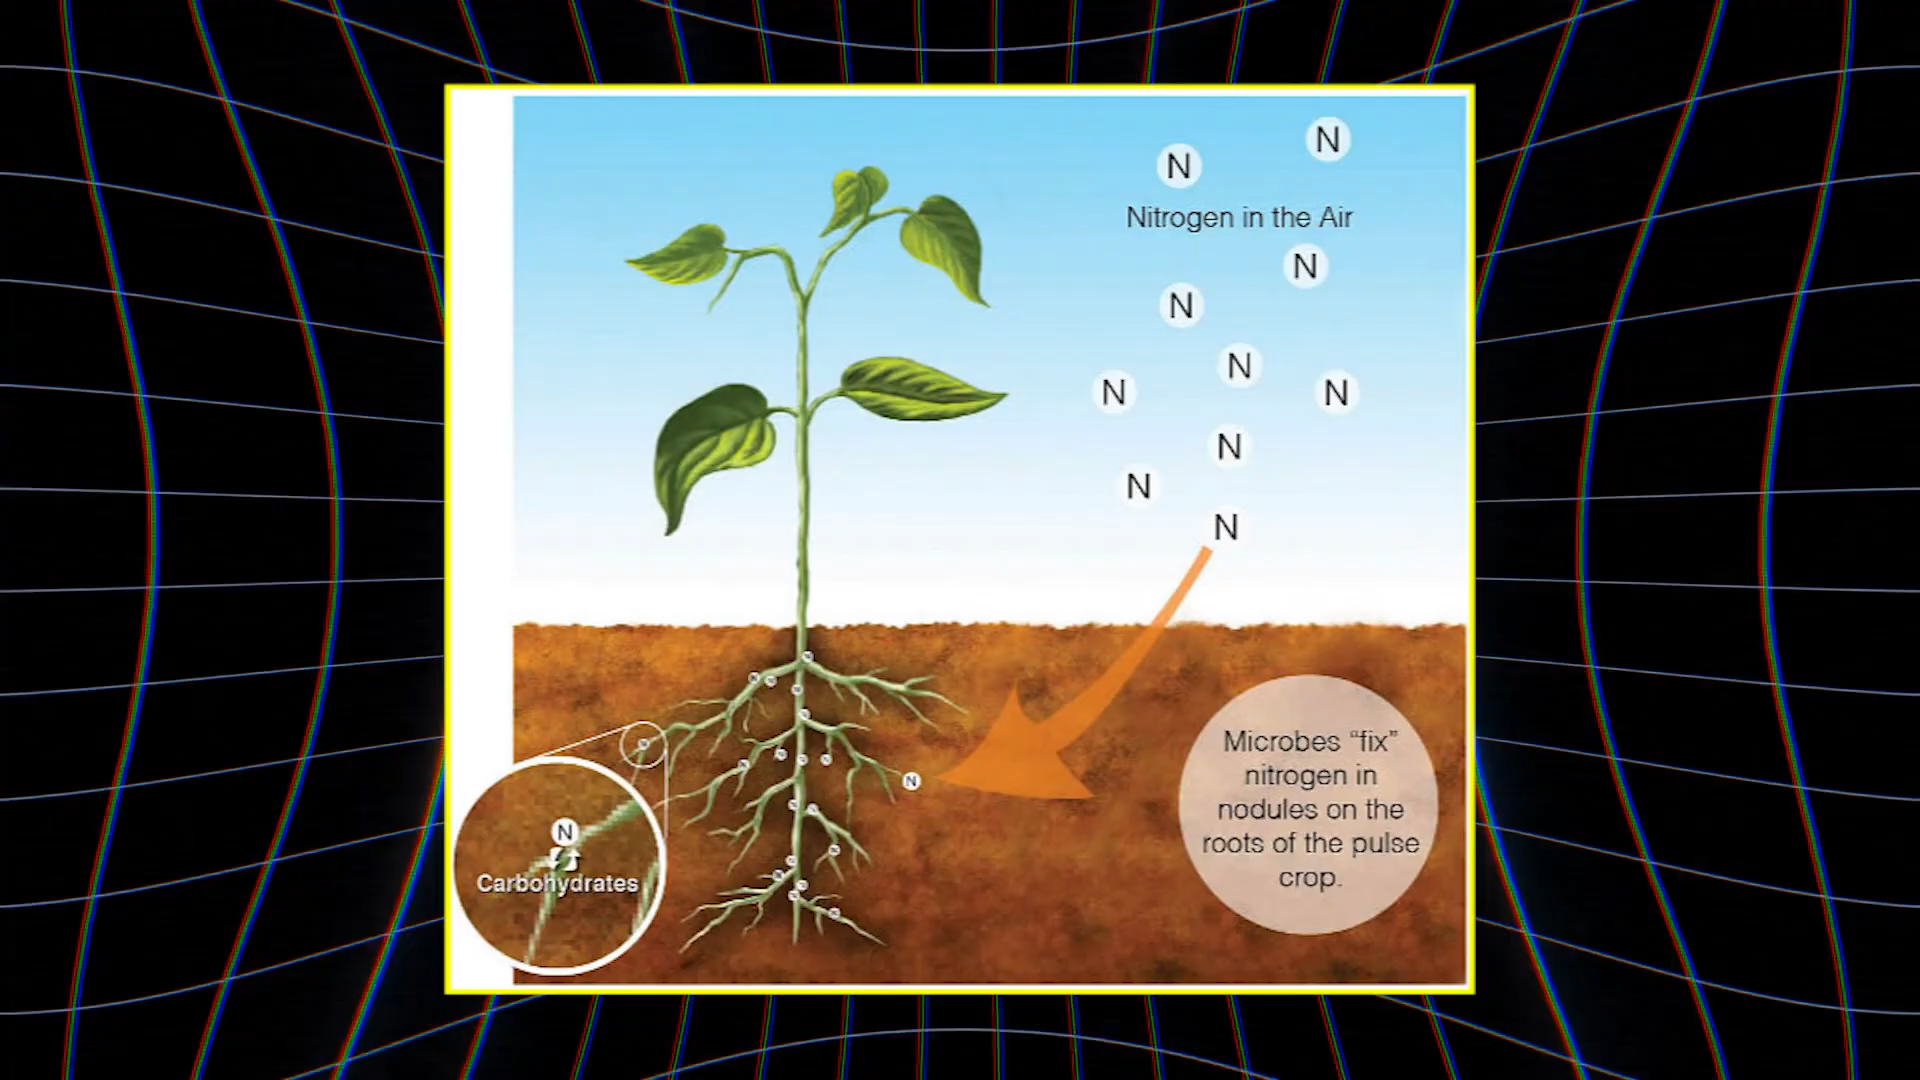 N
N
Nitrogen in the Air
N
N
N
N
N
N
N
N
N
Microbes “fix”
nitrogen in
nodules on the
roots of the pulse
crop.
N
Carbohydrates